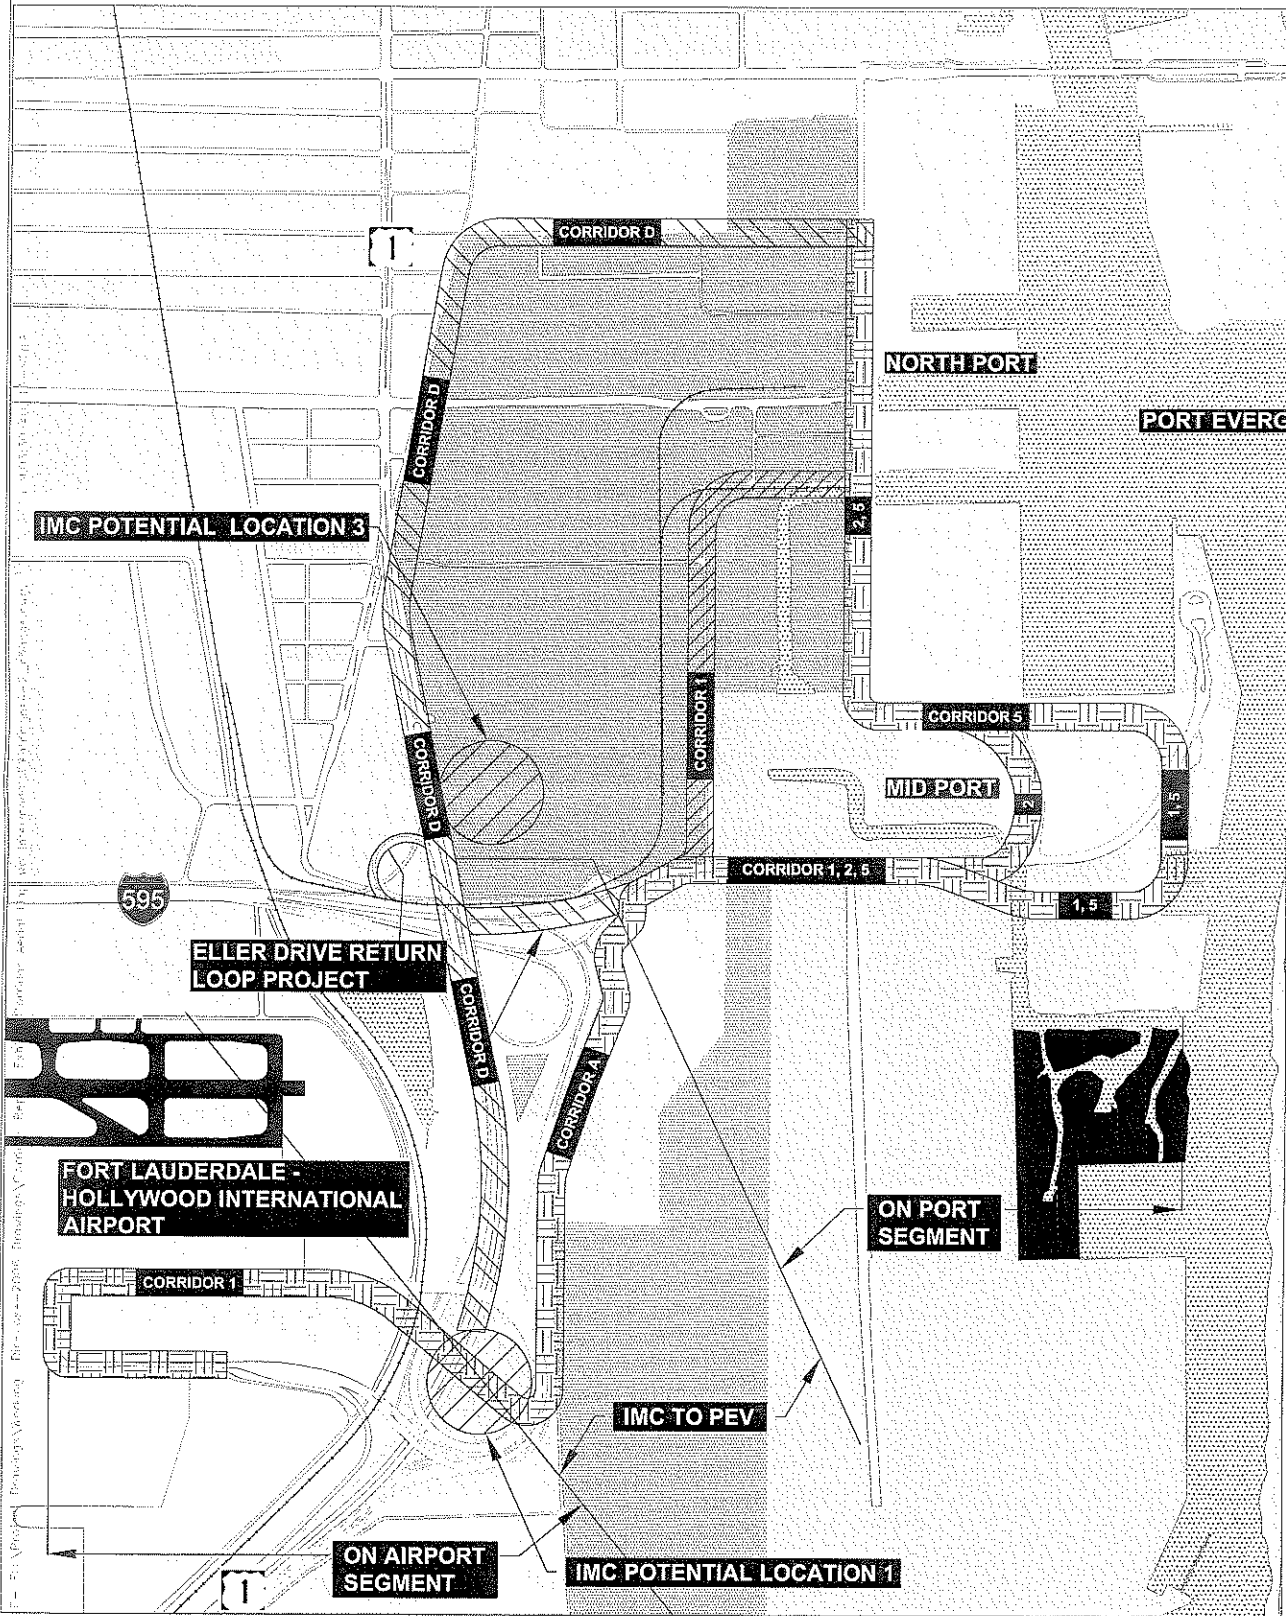 CORRIDOR D
1
NORTH PORT
PORT EVERG
CORRIDOR D
IMC POTENTIAL LOCATION 3
2, 5
CORRIDOR 1
CORRIDOR 5
CORRIDOR D
MID PORT
2
1, 5
CORRIDOR 1, 2, 5
595
1, 5
ELLER DRIVE RETURN
LOOP PROJECT
CORRIDOR D
CORRIDOR A
FORT LAUDERDALE -
HOLLYWOOD INTERNATIONAL
AIRPORT
ON PORT
SEGMENT
CORRIDOR 1
IMC TO PEV
ON AIRPORT
SEGMENT
IMC POTENTIAL LOCATION 1
1